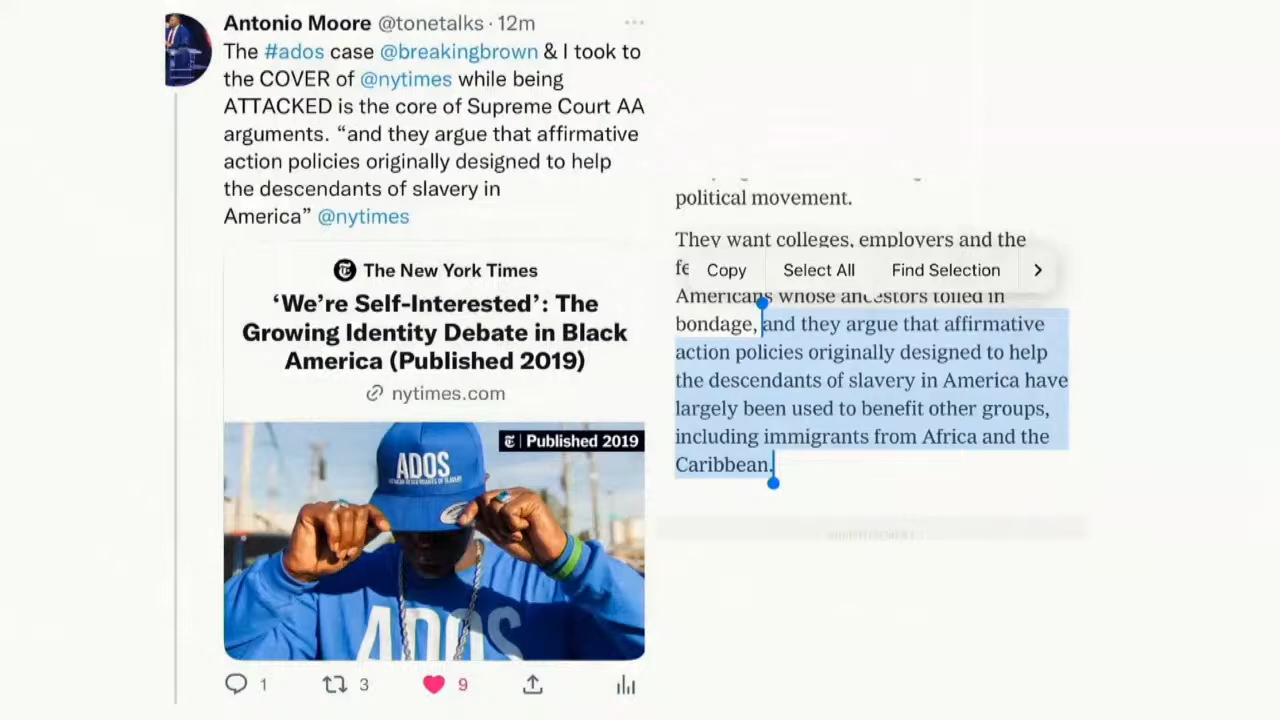 Antonio Moore @tonetalks · 12m
The #ados case @breakingbrown & I took to
the COVER of @nytimes while being
ATTACKED is the core of Supreme Court AA
arguments. “and they argue that affirmative
action policies originally designed to help
the descendants of slavery in
America” @nytimes
The New York Times
‘We’re Self-Interested’: The
Growing Identity Debate in Black
America (Published 2019)
nytimes.com
Published 2019
ADOS
AMERICAN DESCENDANTS OF SLAVERY
ADOS
1 3 9
political movement.
They want colleges, employers and the
Copy Select All Find Selection
Americans whose ancestors toiled in
bondage, and they argue that affirmative
action policies originally designed to help
the descendants of slavery in America have
largely been used to benefit other groups,
including immigrants from Africa and the
Caribbean.